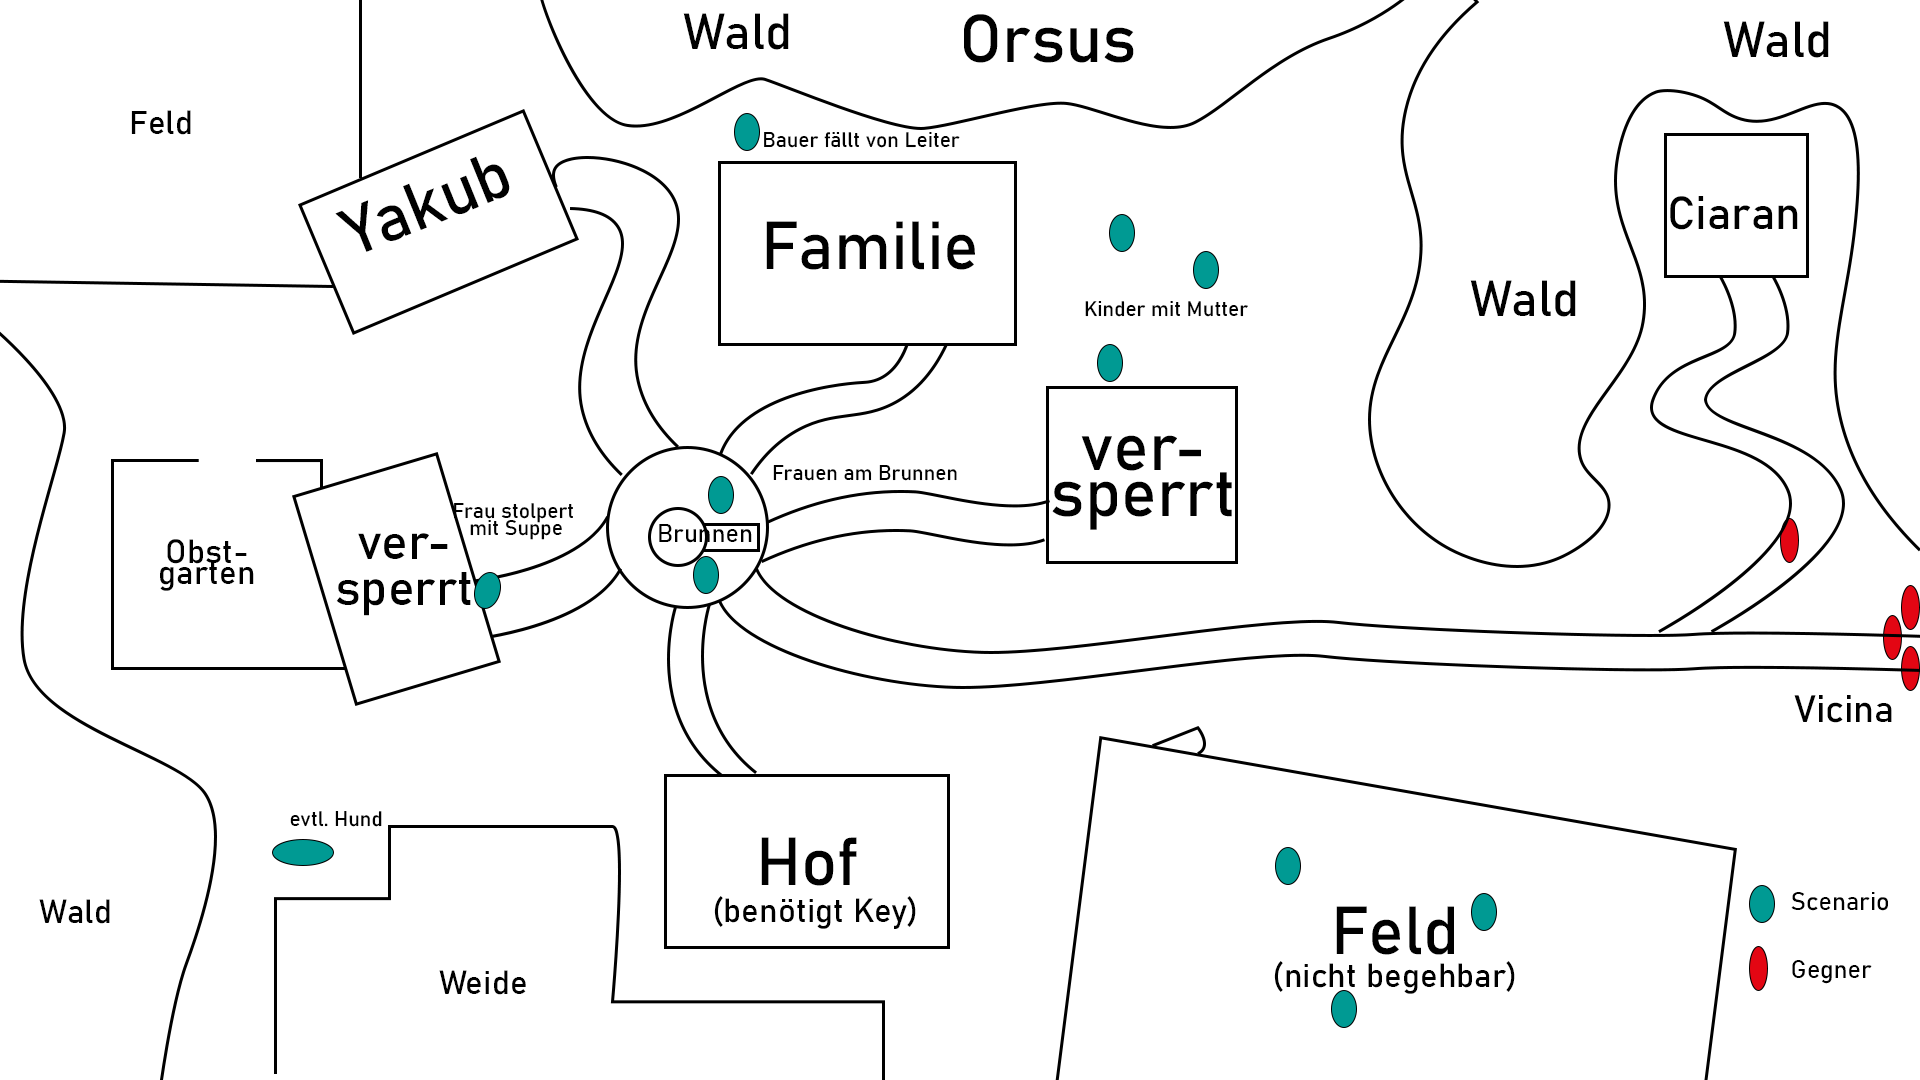 Wald
Orsus
Wald
Feld
Bauer fällt von Leiter
Yakub
Familie
Ciaran
Kinder mit Mutter
Wald
ver-
sperrt
Frauen am Brunnen
Frau stolpert
mit Suppe
Brunnen
Obst-
garten
ver-
sperrt
Vicina
evtl. Hund
Hof
(benötigt Key)
Wald
Weide
Feld
(nicht begehbar)
Scenario
Gegner